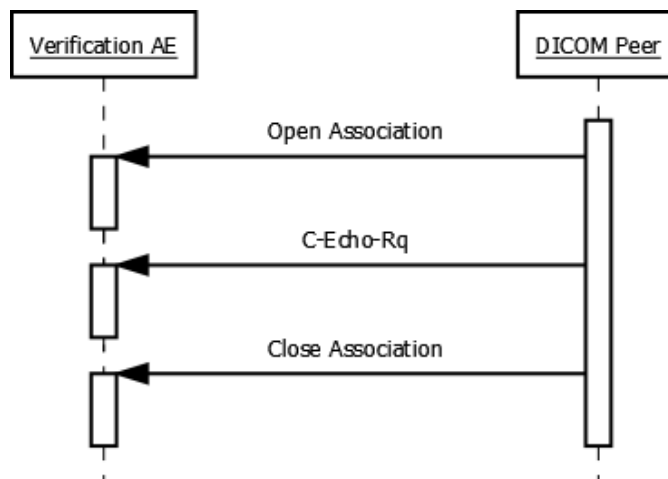 Verification AE
DICOM Peer
Open Association
C-Echo-Rq
Close Association